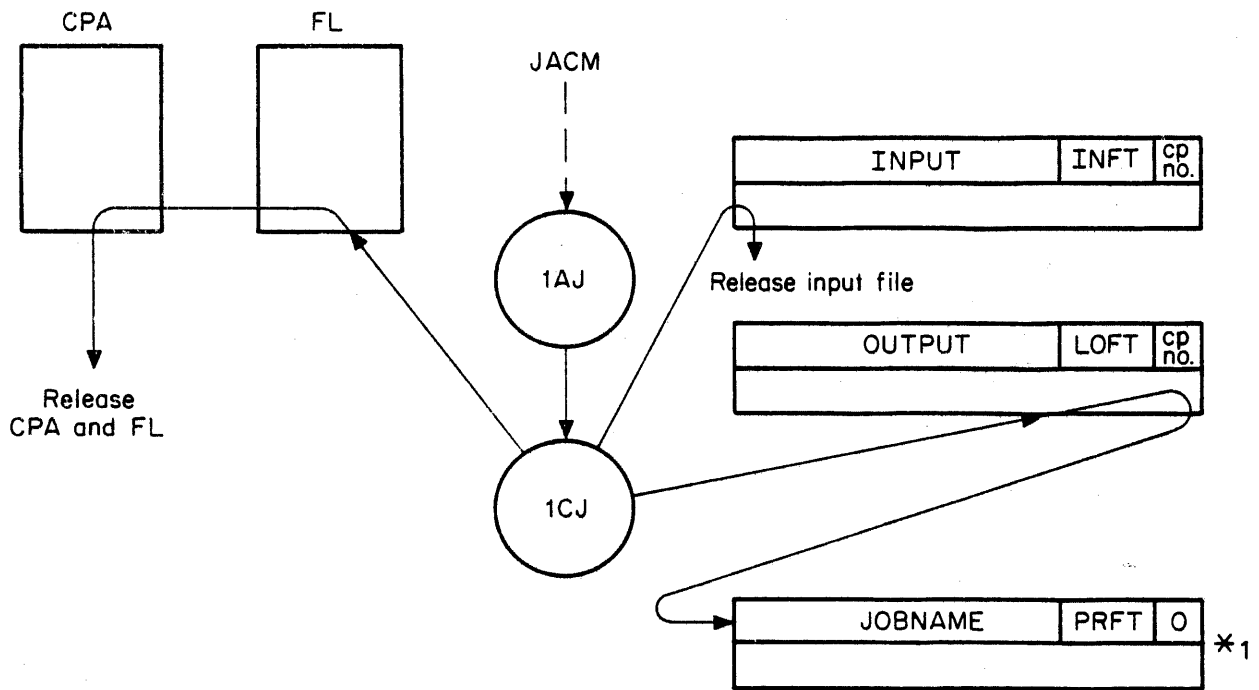 CPA
FL
JACM
INPUT INFT cp no.
1AJ
Release input file
OUTPUT LOFT cp no.
Release
CPA and FL
1CJ
JOBNAME PRFT 0
*1